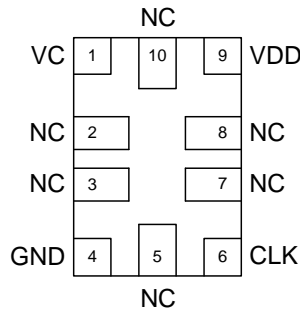 NC
VC 1 10 9 VDD
NC 2 8 NC
NC 3 7 NC
GND 4 5 6 CLK
NC